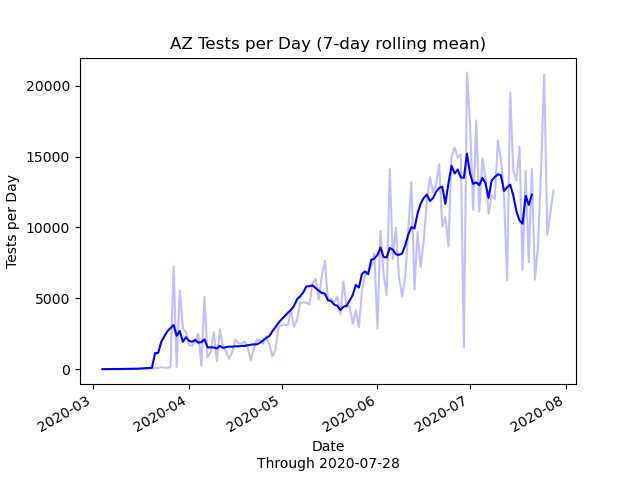 AZ Tests per Day (7-day rolling mean)
Tests per Day
20000
15000
10000
5000
0
2020-03
2020-04
2020-05
2020-06
2020-07
2020-08
Date
Through 2020-07-28